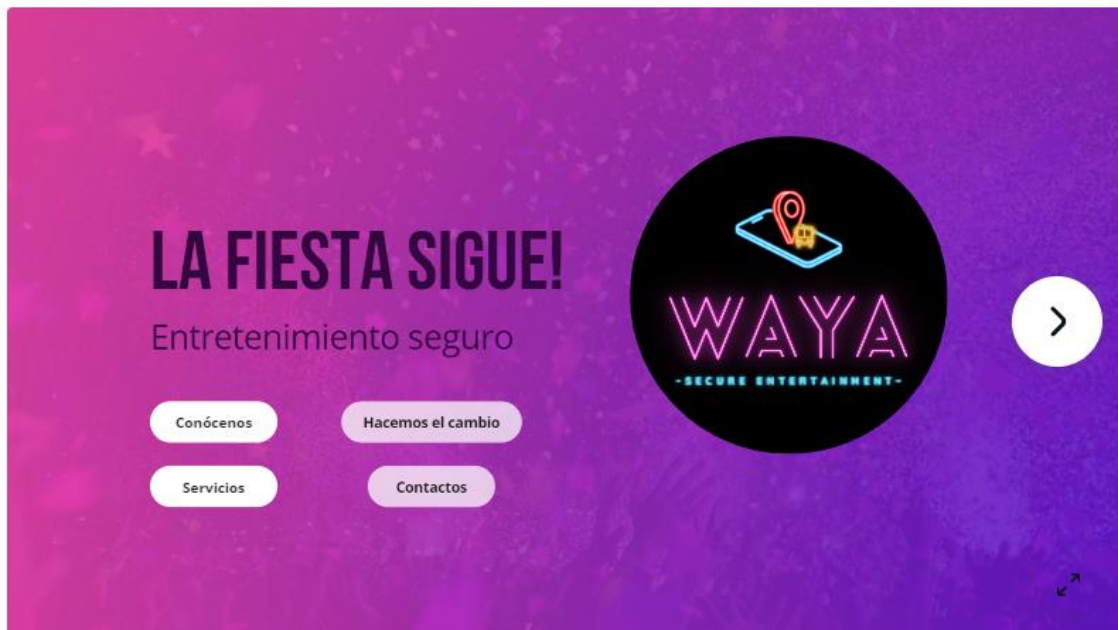 LA FIESTA SIGUE!
Entretenimiento seguro
Conócenos
Hacemos el cambio
Servicios
Contactos
WAYA
-SECURE ENTERTAINMENT-